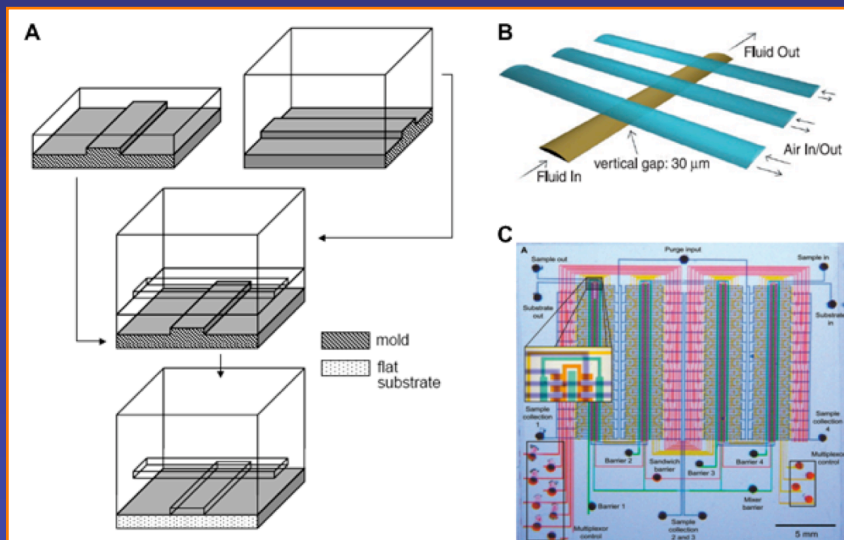 A
mold
flat
substrate
B
Fluid Out
Fluid In
vertical gap: 30 µm
Air In/Out
C
A
Purge input
Sample out
Sample in
Substrate
out
Substrate
in
Sample
collection
1
Sample
collection
4
Barrier 2
Sandwich
barrier
Barrier 3
Barrier 4
Multiplexor
control
Barrier 1
Mixer
barrier
Multiplexor
control
Sample
collection
2 and 3
5 mm